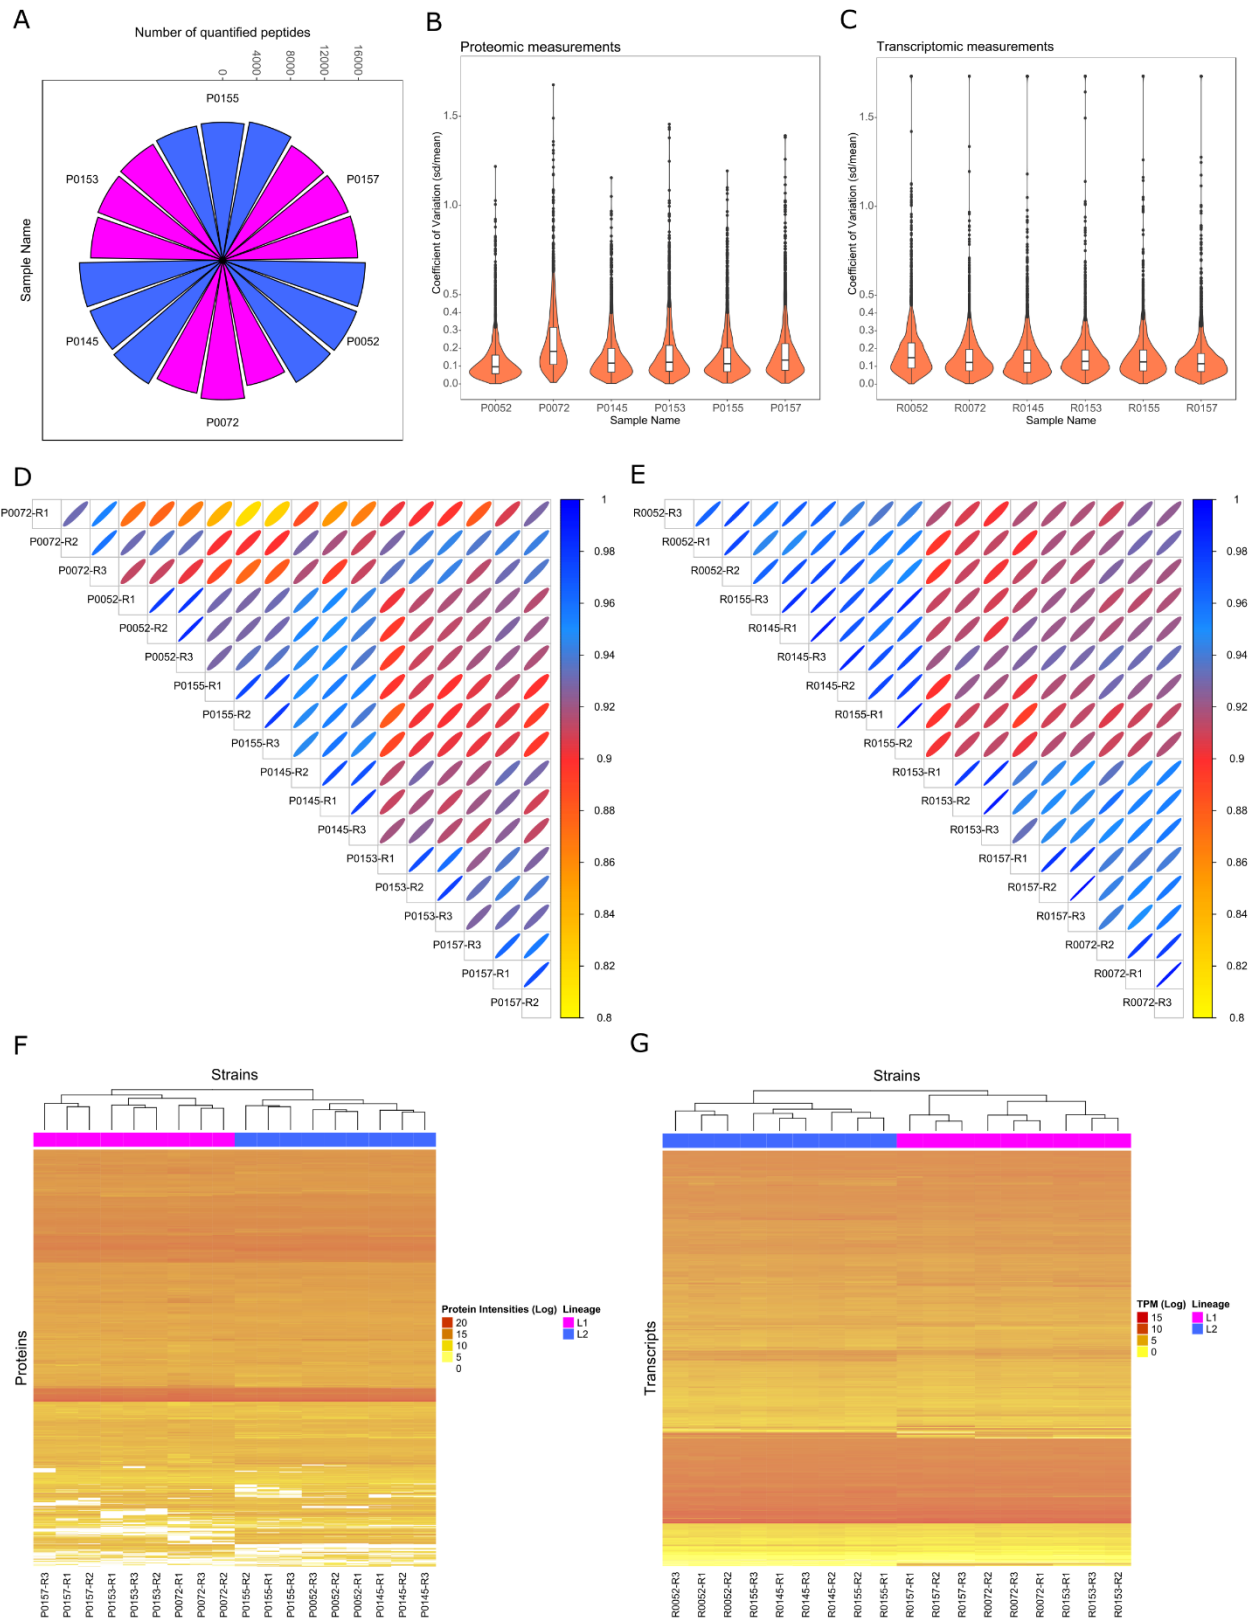 A
Number of quantified peptides
0
4000
8000
12000
16000
P0155
P0153
P0157
Sample Name
P0145
P0052
P0072
B
Proteomic measurements
Coefficient of Variation (sd/mean)
1.5
1.0
0.5
0.4
0.3
0.2
0.1
0.0
P0052 P0072 P0145 P0153 P0155 P0157
Sample Name
C
Transcriptomic measurements
Coefficient of Variation (sd/mean)
1.5
1.0
0.5
0.4
0.3
0.2
0.1
0.0
R0052 R0072 R0145 R0153 R0155 R0157
Sample Name
D
P0072-R1
P0072-R2
P0072-R3
P0052-R1
P0052-R2
P0052-R3
P0155-R1
P0155-R2
P0155-R3
P0145-R2
P0145-R1
P0145-R3
P0153-R1
P0153-R2
P0153-R3
P0157-R3
P0157-R1
P0157-R2
1
0.98
0.96
0.94
0.92
0.9
0.88
0.86
0.84
0.82
0.8
E
R0052-R3
R0052-R1
R0052-R2
R0155-R3
R0145-R1
R0145-R3
R0145-R2
R0155-R1
R0155-R2
R0153-R1
R0153-R2
R0153-R3
R0157-R1
R0157-R2
R0157-R3
R0072-R2
R0072-R1
R0072-R3
1
0.98
0.96
0.94
0.92
0.9
0.88
0.86
0.84
0.82
0.8
F
Strains
Proteins
Protein Intensities (Log) Lineage
20 L1
15 L2
10
5
0
P0157-R3
P0157-R1
P0157-R2
P0153-R1
P0153-R3
P0153-R2
P0072-R1
P0072-R3
P0072-R2
P0155-R2
P0155-R1
P0155-R3
P0052-R3
P0052-R2
P0052-R1
P0145-R1
P0145-R2
P0145-R3
G
Strains
Transcripts
TPM (Log) Lineage
15 L1
10 L2
5
0
R0052-R3
R0052-R1
R0052-R2
R0155-R3
R0145-R1
R0145-R3
R0145-R2
R0155-R2
R0155-R1
R0157-R1
R0157-R2
R0157-R3
R0072-R2
R0072-R3
R0072-R1
R0153-R1
R0153-R3
R0153-R2